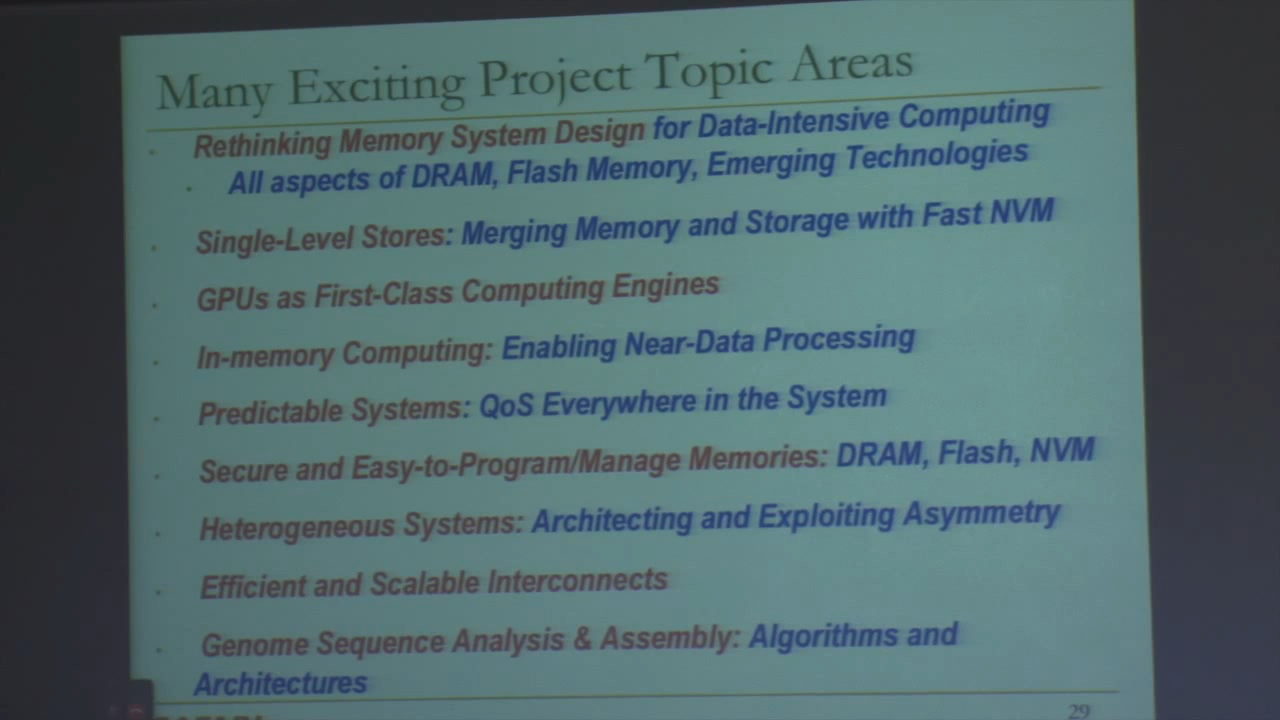 Many Exciting Project Topic Areas
Rethinking Memory System Design for Data-Intensive Computing
All aspects of DRAM, Flash Memory, Emerging Technologies
Single-Level Stores: Merging Memory and Storage with Fast NVM
GPUs as First-Class Computing Engines
In-memory Computing: Enabling Near-Data Processing
Predictable Systems: QoS Everywhere in the System
Secure and Easy-to-Program/Manage Memories: DRAM, Flash, NVM
Heterogeneous Systems: Architecting and Exploiting Asymmetry
Efficient and Scalable Interconnects
Genome Sequence Analysis & Assembly: Algorithms and
Architectures
29